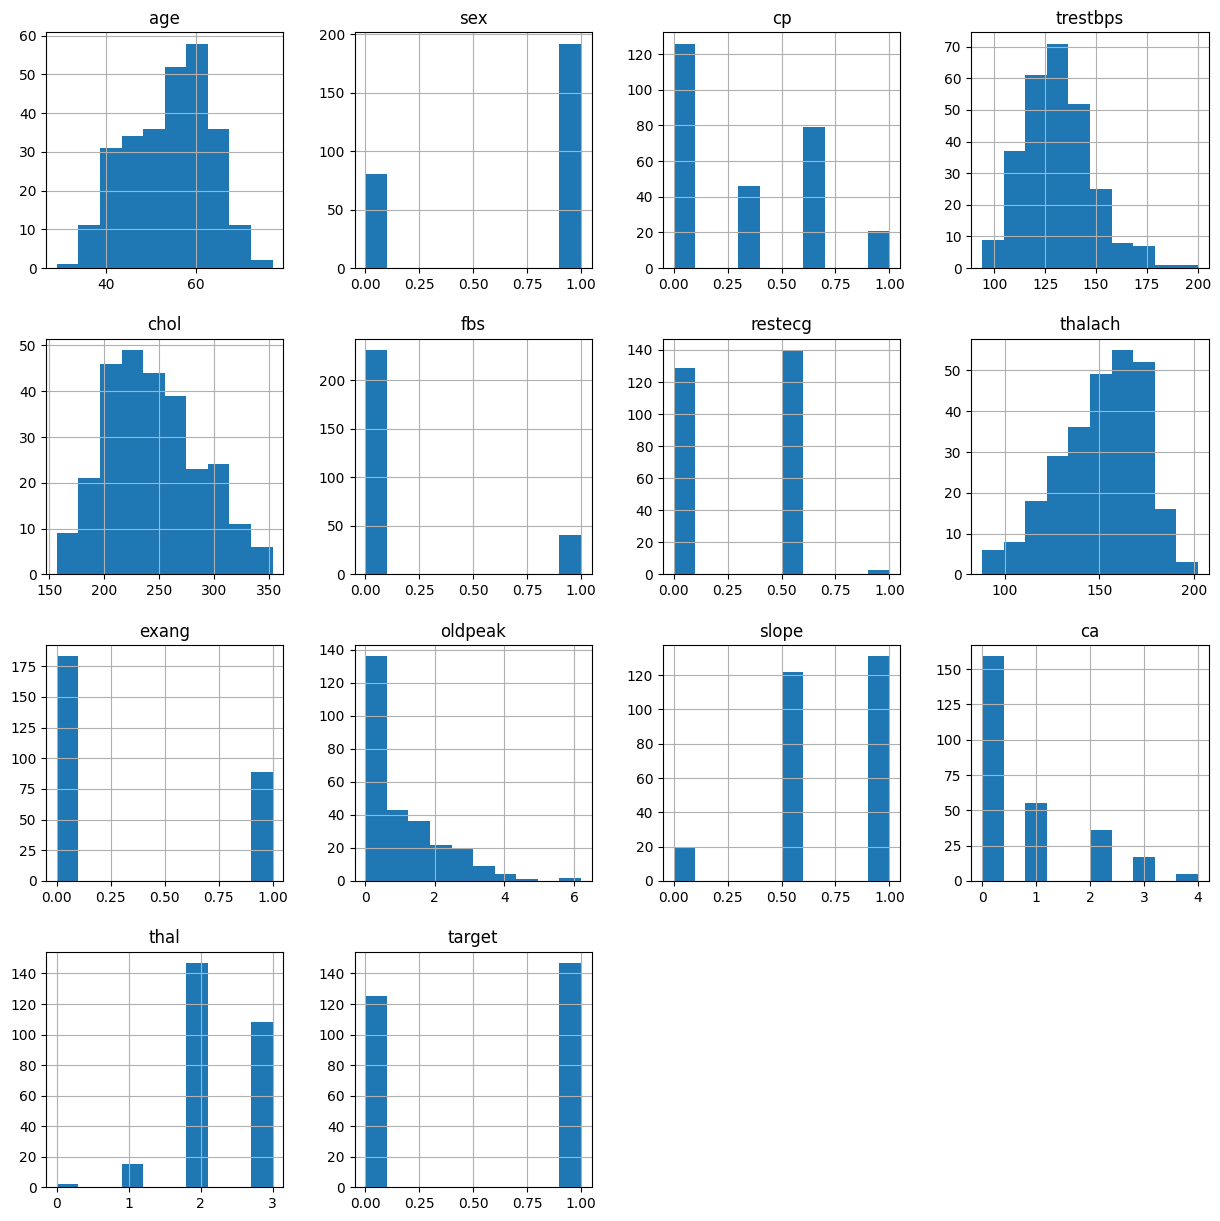 age sex cp trestbps
60 50 40 30 20 10 0
40 60
200 150 100 50 0
0.00 0.25 0.50 0.75 1.00
120 100 80 60 40 20 0
0.00 0.25 0.50 0.75 1.00
70 60 50 40 30 20 10 0
100 125 150 175 200
chol fbs restecg thalach
50 40 30 20 10 0
150 200 250 300 350
200 150 100 50 0
0.00 0.25 0.50 0.75 1.00
140 120 100 80 60 40 20 0
0.00 0.25 0.50 0.75 1.00
50 40 30 20 10 0
100 150 200
exang oldpeak slope ca
175 150 125 100 75 50 25 0
0.00 0.25 0.50 0.75 1.00
140 120 100 80 60 40 20 0
0 2 4 6
120 100 80 60 40 20 0
0.00 0.25 0.50 0.75 1.00
150 125 100 75 50 25 0
0 1 2 3 4
thal target
140 120 100 80 60 40 20 0
0 1 2 3
140 120 100 80 60 40 20 0
0.00 0.25 0.50 0.75 1.00